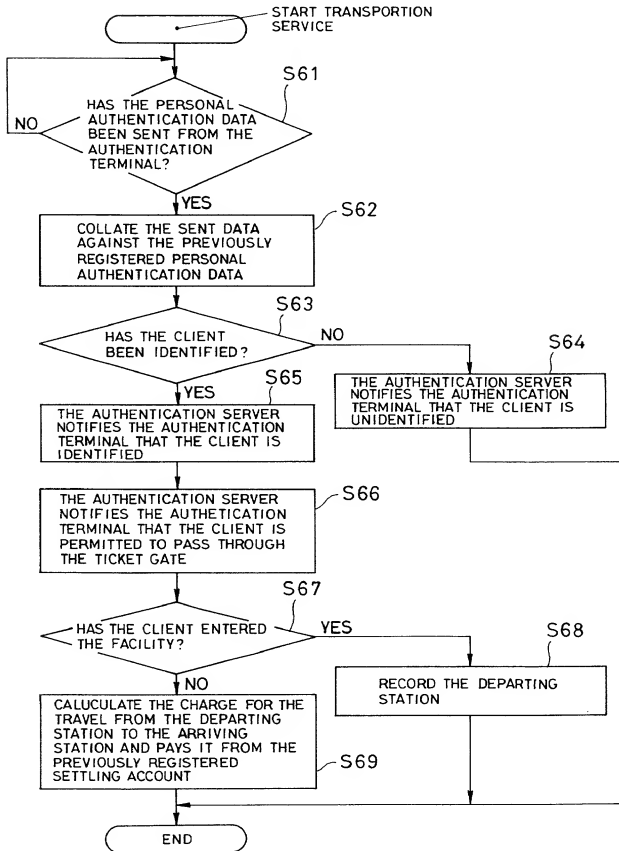 START TRANSPORTION
SERVICE
S61
HAS THE PERSONAL
AUTHENTICATION DATA
BEEN SENT FROM THE
AUTHENTICATION
TERMINAL?
NO
YES
S62
COLLATE THE SENT DATA
AGAINST THE PREVIOUSLY
REGISTERED PERSONAL
AUTHENTICATION DATA
S63
HAS THE CLIENT
BEEN IDENTIFIED?
NO
YES
S64
THE AUTHENTICATION SERVER
NOTIFIES THE AUTHENTICATION
TERMINAL THAT THE CLIENT IS
UNIDENTIFIED
S65
THE AUTHENTICATION SERVER
NOTIFIES THE AUTHENTICATION
TERMINAL THAT THE CLIENT IS
IDENTIFIED
S66
THE AUTHENTICATION SERVER
NOTIFIES THE AUTHETICATION
TERMINAL THAT THE CLIENT IS
PERMITTED TO PASS THROUGH
THE TICKET GATE
S67
HAS THE CLIENT ENTERED
THE FACILITY?
YES
NO
S68
RECORD THE DEPARTING
STATION
CALUCULATE THE CHARGE FOR THE
TRAVEL FROM THE DEPARTING
STATION TO THE ARRIVING
STATION AND PAYS IT FROM THE
PREVIOUSLY REGISTERED
SETTLING ACCOUNT
S69
END